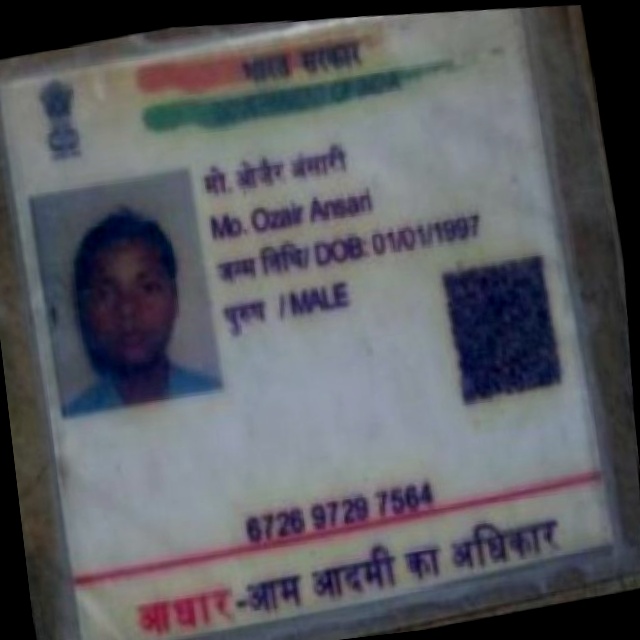 भारत सरकार
GOVERNMENT OF INDIA
मो. ओजैर अंसारी
Mo. Ozair Ansari
जन्म तिथि/ DOB: 01/01/1997
पुरुष / MALE
6726 9729 7564
आधार-आम आदमी का अधिकार